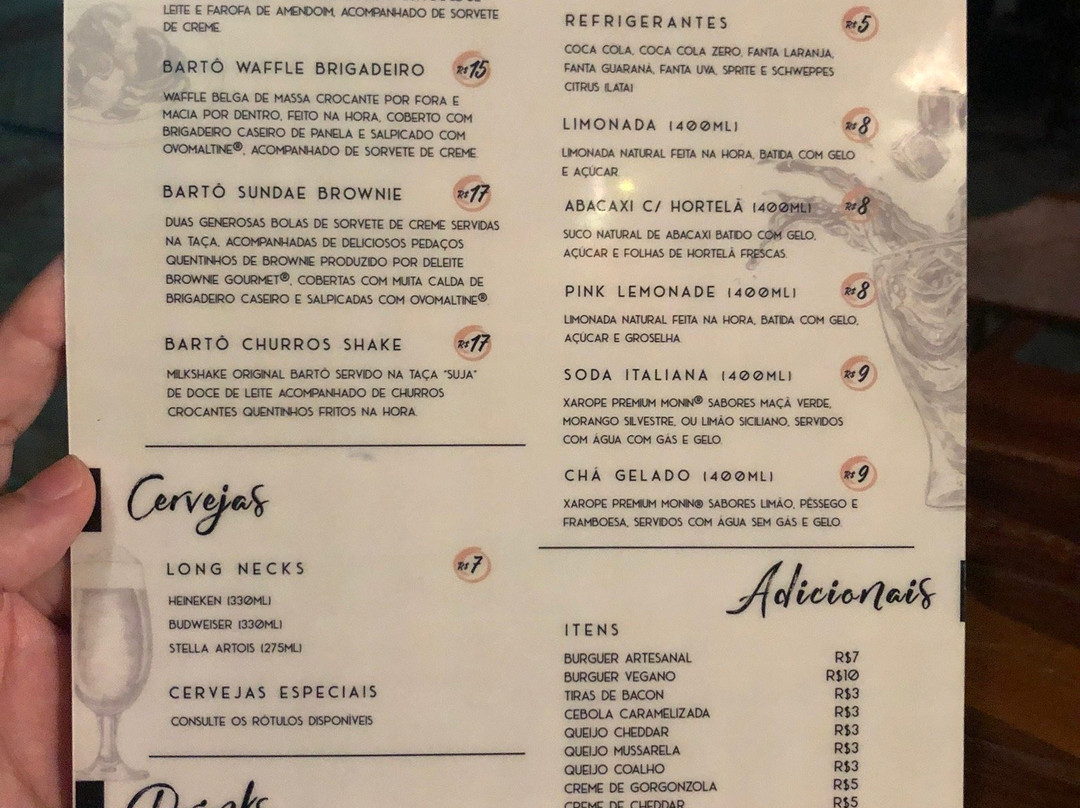 LEITE E FAROFA DE AMENDOIM, ACOMPANHADO DE SORVETE
DE CREME.
BARTÔ WAFFLE BRIGADEIRO R$15
WAFFLE BELGA DE MASSA CROCANTE POR FORA E
MACIA POR DENTRO, FEITO NA HORA, COBERTO COM
BRIGADEIRO CASEIRO DE PANELA E SALPICADO COM
OVOMALTINE®, ACOMPANHADO DE SORVETE DE CREME.
BARTÔ SUNDAE BROWNIE R$17
DUAS GENEROSAS BOLAS DE SORVETE DE CREME SERVIDAS
NA TAÇA, ACOMPANHADAS DE DELICIOSOS PEDAÇOS
QUENTINHOS DE BROWNIE PRODUZIDO POR DELEITE
BROWNIE GOURMET®, COBERTAS COM MUITA CALDA DE
BRIGADEIRO CASEIRO E SALPICADAS COM OVOMALTINE®.
BARTÔ CHURROS SHAKE R$17
MILKSHAKE ORIGINAL BARTÔ SERVIDO NA TAÇA "SUJA"
DE DOCE DE LEITE ACOMPANHADO DE CHURROS
CROCANTES QUENTINHOS FRITOS NA HORA.
Cervejas
LONG NECKS R$7
HEINEKEN (330ML)
BUDWEISER (330ML)
STELLA ARTOIS (275ML)
CERVEJAS ESPECIAIS
CONSULTE OS RÓTULOS DISPONÍVEIS
Drinks
REFRIGERANTES R$5
COCA COLA, COCA COLA ZERO, FANTA LARANJA,
FANTA GUARANÁ, FANTA UVA, SPRITE E SCHWEPPES
CITRUS (LATA)
LIMONADA (400ML) R$8
LIMONADA NATURAL FEITA NA HORA, BATIDA COM GELO
E AÇÚCAR.
ABACAXI C/ HORTELÃ (400ML) R$8
SUCO NATURAL DE ABACAXI BATIDO COM GELO,
AÇÚCAR E FOLHAS DE HORTELÃ FRESCAS.
PINK LEMONADE (400ML) R$8
LIMONADA NATURAL FEITA NA HORA, BATIDA COM GELO,
AÇÚCAR E GROSELHA.
SODA ITALIANA (400ML) R$9
XAROPE PREMIUM MONIN® SABORES MAÇÃ VERDE,
MORANGO SILVESTRE, OU LIMÃO SICILIANO, SERVIDOS
COM ÁGUA COM GÁS E GELO.
CHÁ GELADO (400ML) R$9
XAROPE PREMIUM MONIN® SABORES LIMÃO, PÊSSEGO E
FRAMBOESA, SERVIDOS COM ÁGUA SEM GÁS E GELO.
Adicionais
ITENS
BURGUER ARTESANAL R$7
BURGUER VEGANO R$10
TIRAS DE BACON R$3
CEBOLA CARAMELIZADA R$3
QUEIJO CHEDDAR R$3
QUEIJO MUSSARELA R$3
QUEIJO COALHO R$3
CREME DE GORGONZOLA R$5
CREME DE CHEDDAR R$5